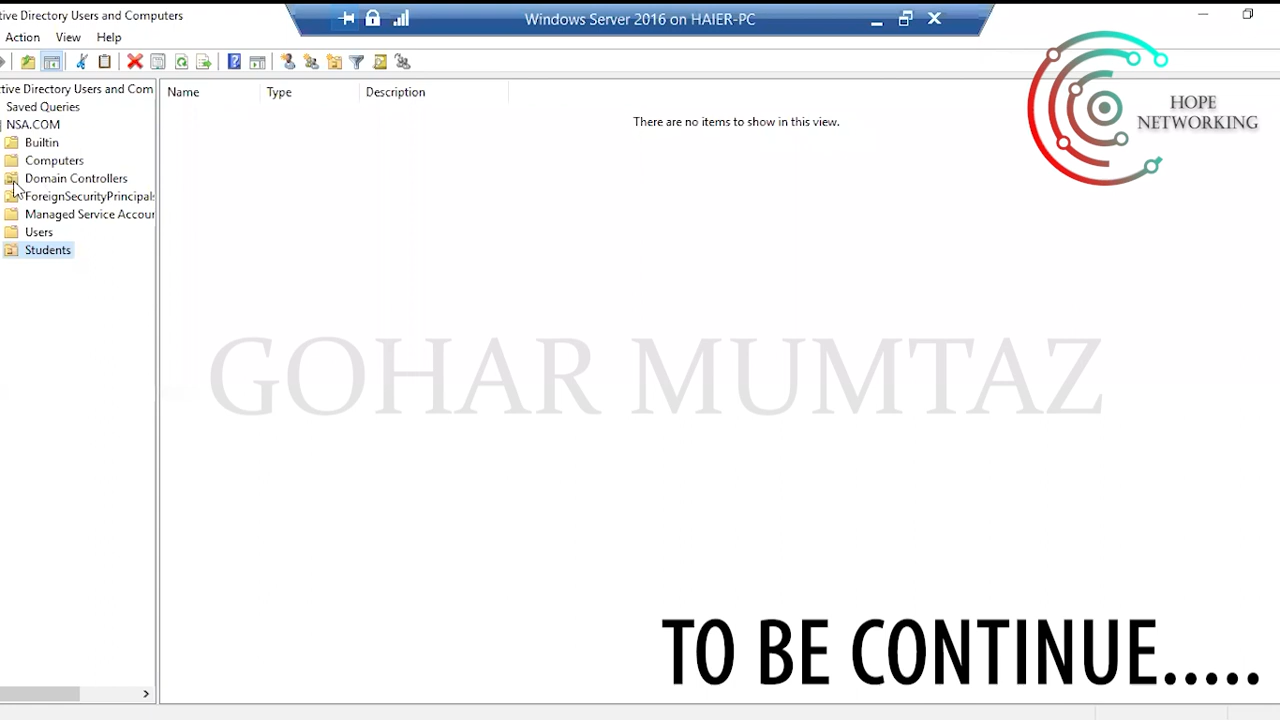 tive Directory Users and Computers
Windows Server 2016 on HAIER-PC
Action View Help
ctive Directory Users and Com
Saved Queries
NSA.COM
Builtin
Computers
Domain Controllers
ForeignSecurityPrincipals
Managed Service Accour
Users
Students
Name Type Description
There are no items to show in this view.
HOPE
NETWORKING
GOHAR MUMTAZ
TO BE CONTINUE.....